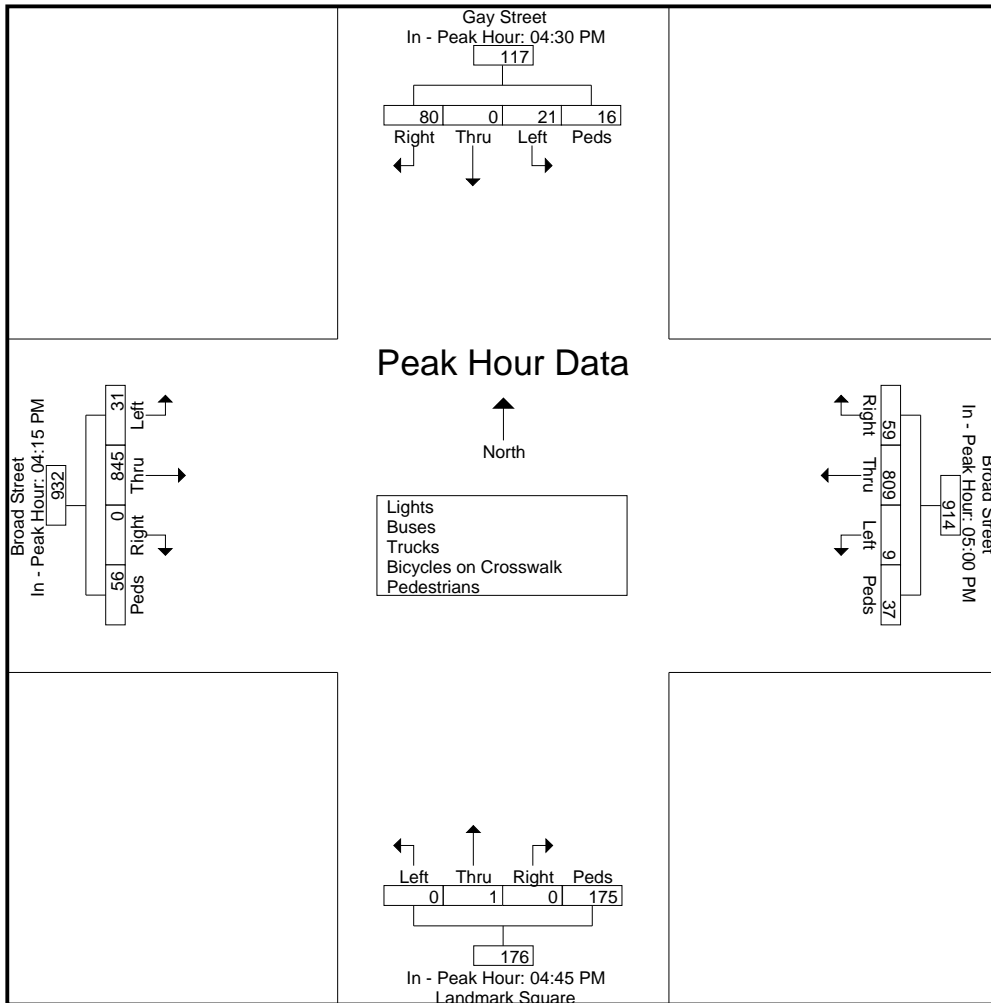 Gay Street
In - Peak Hour: 04:30 PM
117
80 0 21 16
Right Thru Left Peds
Peak Hour Data
North
Lights
Buses
Trucks
Bicycles on Crosswalk
Pedestrians
Broad Street
In - Peak Hour: 04:15 PM
932
31 845 0 56
Left Thru Right Peds
Broad Street
In - Peak Hour: 05:00 PM
914
59 809 9 37
Right Thru Left Peds
Left Thru Right Peds
0 1 0 175
176
In - Peak Hour: 04:45 PM
Landmark Square